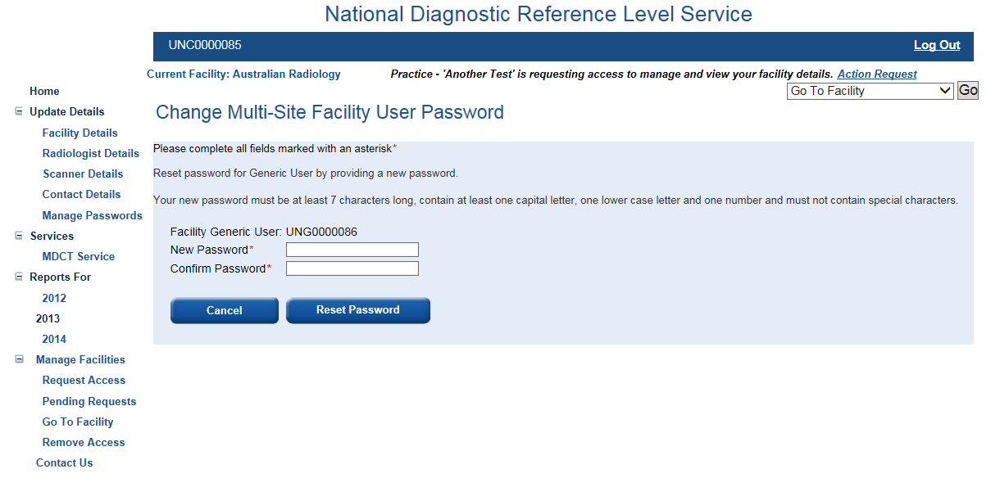 National Diagnostic Reference Level Service
UNC0000085
Log Out
Current Facility: Australian Radiology
Practice - 'Another Test' is requesting access to manage and view your facility details. Action Request
Go To Facility
Go
Home
Update Details
Facility Details
Radiologist Details
Scanner Details
Contact Details
Manage Passwords
Services
MDCT Service
Reports For
2012
2013
2014
Manage Facilities
Request Access
Pending Requests
Go To Facility
Remove Access
Contact Us
Change Multi-Site Facility User Password
Please complete all fields marked with an asterisk*
Reset password for Generic User by providing a new password.
Your new password must be at least 7 characters long, contain at least one capital letter, one lower case letter and one number and must not contain special characters.
Facility Generic User: UNG0000086
New Password*
Confirm Password*
Cancel
Reset Password